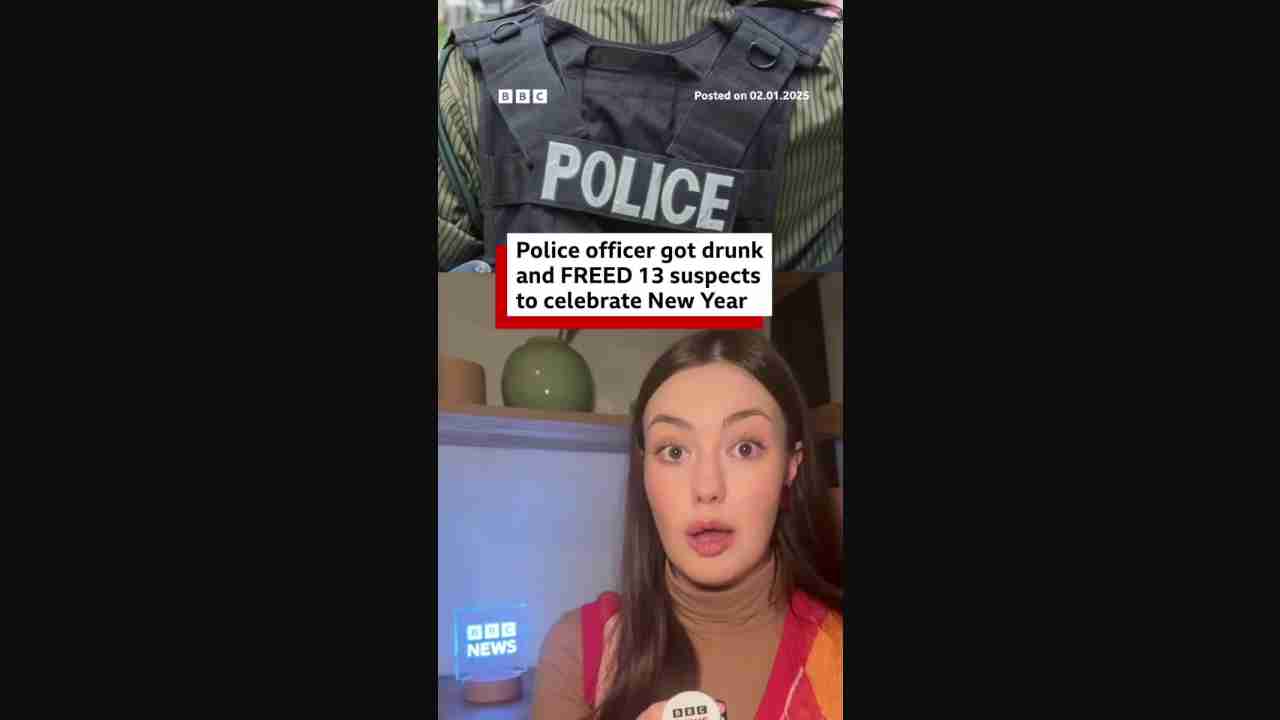 BBC
Posted on 02.01.2025
POLICE
Police officer got drunk
and FREED 13 suspects
to celebrate New Year
BBC
NEWS
BBC